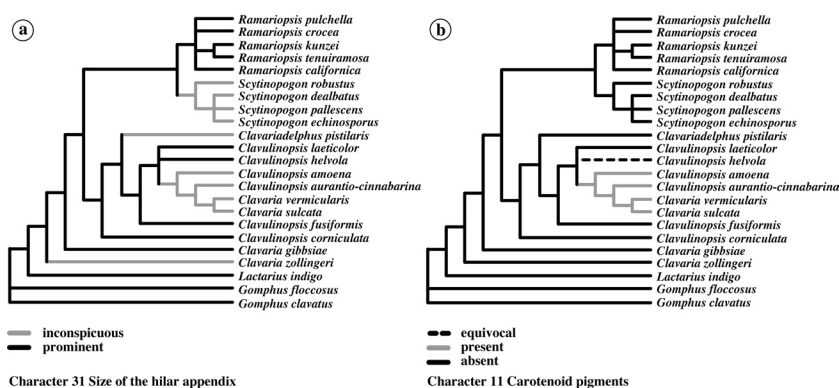 a
Ramariopsis pulchella
Ramariopsis crocea
Ramariopsis kunzei
Ramariopsis tenuiramosa
Ramariopsis californica
Scytinopogon robustus
Scytinopogon dealbatus
Scytinopogon pallescens
Scytinopogon echinosporus
Clavariadelphus pistilaris
Clavulinopsis laeticolor
Clavulinopsis helvola
Clavulinopsis amoena
Clavulinopsis aurantio-cinnabarina
Clavaria vermicularis
Clavaria sulcata
Clavulinopsis fusiformis
Clavulinopsis corniculata
Clavaria gibbsiae
Clavaria zollingeri
Lactarius indigo
Gomphus floccosus
Gomphus clavatus
inconspicuous
prominent
Character 31 Size of the hilar appendix
b
Ramariopsis pulchella
Ramariopsis crocea
Ramariopsis kunzei
Ramariopsis tenuiramosa
Ramariopsis californica
Scytinopogon robustus
Scytinopogon dealbatus
Scytinopogon pallescens
Scytinopogon echinosporus
Clavariadelphus pistilaris
Clavulinopsis laeticolor
Clavulinopsis helvola
Clavulinopsis amoena
Clavulinopsis aurantio-cinnabarina
Clavaria vermicularis
Clavaria sulcata
Clavulinopsis fusiformis
Clavulinopsis corniculata
Clavaria gibbsiae
Clavaria zollingeri
Lactarius indigo
Gomphus floccosus
Gomphus clavatus
equivocal
present
absent
Character 11 Carotenoid pigments